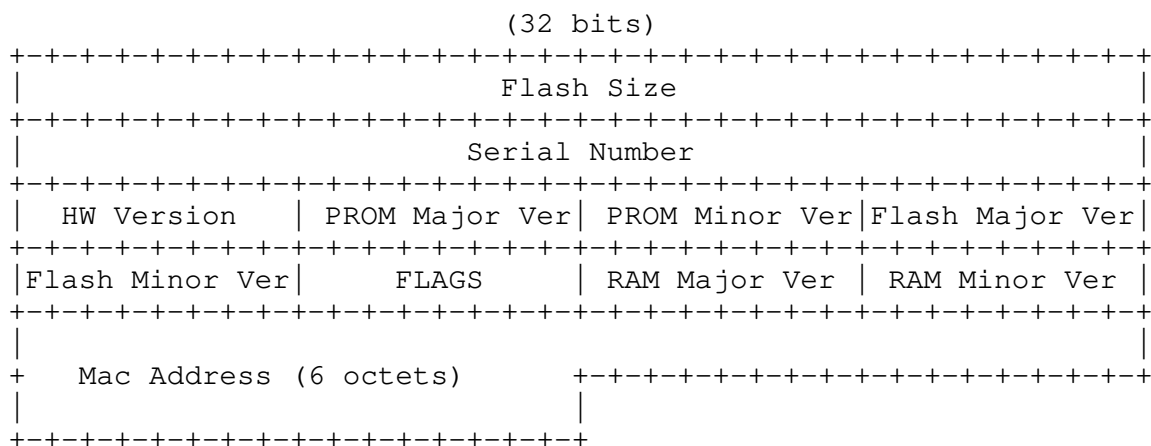 (32 bits)
+-+-+-+-+-+-+-+-+-+-+-+-+-+-+-+-+-+-+-+-+-+-+-+-+-+-+-+-+-+-+-+-+
|                          Flash Size                           |
+-+-+-+-+-+-+-+-+-+-+-+-+-+-+-+-+-+-+-+-+-+-+-+-+-+-+-+-+-+-+-+-+
|                         Serial Number                         |
+-+-+-+-+-+-+-+-+-+-+-+-+-+-+-+-+-+-+-+-+-+-+-+-+-+-+-+-+-+-+-+-+
|  HW Version   | PROM Major Ver| PROM Minor Ver|Flash Major Ver|
+-+-+-+-+-+-+-+-+-+-+-+-+-+-+-+-+-+-+-+-+-+-+-+-+-+-+-+-+-+-+-+-+
|Flash Minor Ver|     FLAGS     | RAM Major Ver | RAM Minor Ver |
+-+-+-+-+-+-+-+-+-+-+-+-+-+-+-+-+-+-+-+-+-+-+-+-+-+-+-+-+-+-+-+-+
|                                                               |
+   Mac Address (6 octets)      +-+-+-+-+-+-+-+-+-+-+-+-+-+-+-+-+
|                               |
+-+-+-+-+-+-+-+-+-+-+-+-+-+-+-+-+